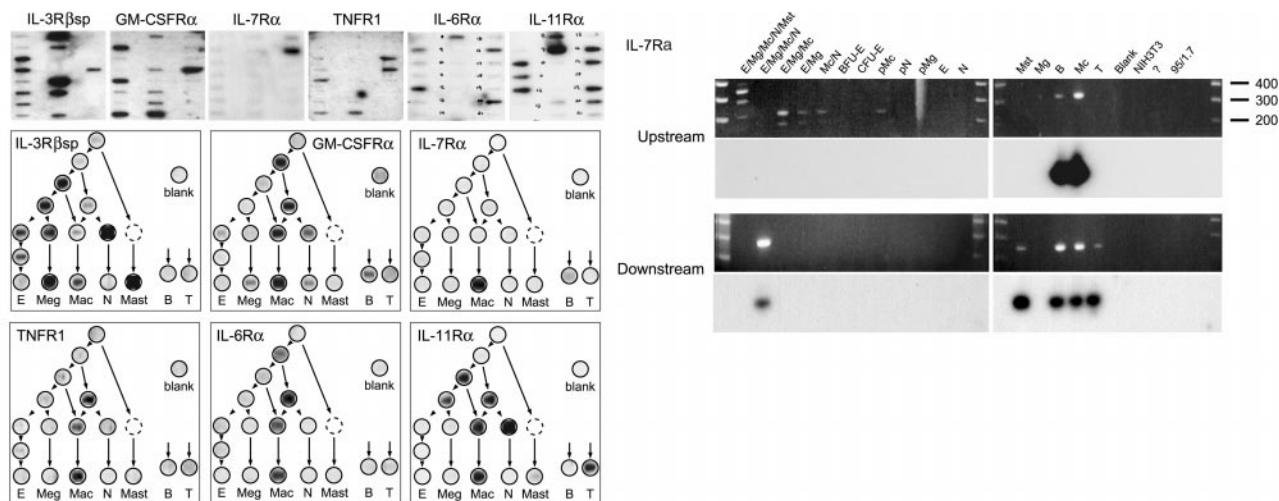 IL-3Rβsp GM-CSFRα IL-7Rα TNFR1 IL-6Rα IL-11Rα
IL-3Rβsp
blank
E Meg Mac N Mast B T
GM-CSFRα
blank
E Meg Mac N Mast B T
IL-7Rα
blank
E Meg Mac N Mast B T
TNFR1
blank
E Meg Mac N Mast B T
IL-6Rα
blank
E Meg Mac N Mast B T
IL-11Rα
blank
E Meg Mac N Mast B T
IL-7Ra
E/Mg/Mc/N/Mst E/Mg/Mc/N E/Mg/Mc E/Mg Mc/N BFU-E CFU-E pMc pN pMg E N Mst Mg B Mc T Blank NIH3T3 ? 95/1.7
400
300
200
Upstream
Downstream